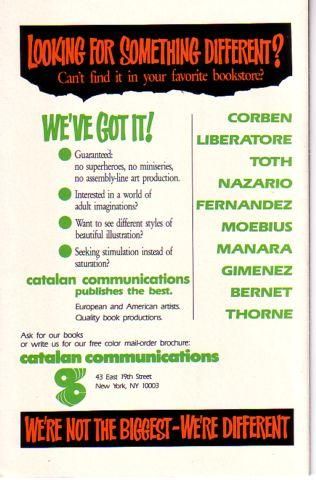 LOOKING FOR SOMETHING DIFFERENT?
Can't find it in your favorite bookstore?
WE'VE GOT IT!
Guaranteed:
no superheroes, no miniseries,
no assembly-line art production.
Interested in a world of
adult imaginations?
Want to see different styles of
beautiful illustration?
Seeking stimulation instead of
saturation?
catalan communications
publishes the best.
European and American artists.
Quality book productions.
CORBEN
LIBERATORE
TOTH
NAZARIO
FERNANDEZ
MOEBIUS
MANARA
GIMENEZ
BERNET
THORNE
Ask for our books
or write us for our free color mail-order brochure:
catalan communications
43 East 19th Street
New York, NY 10003
WE'RE NOT THE BIGGEST-WE'RE DIFFERENT